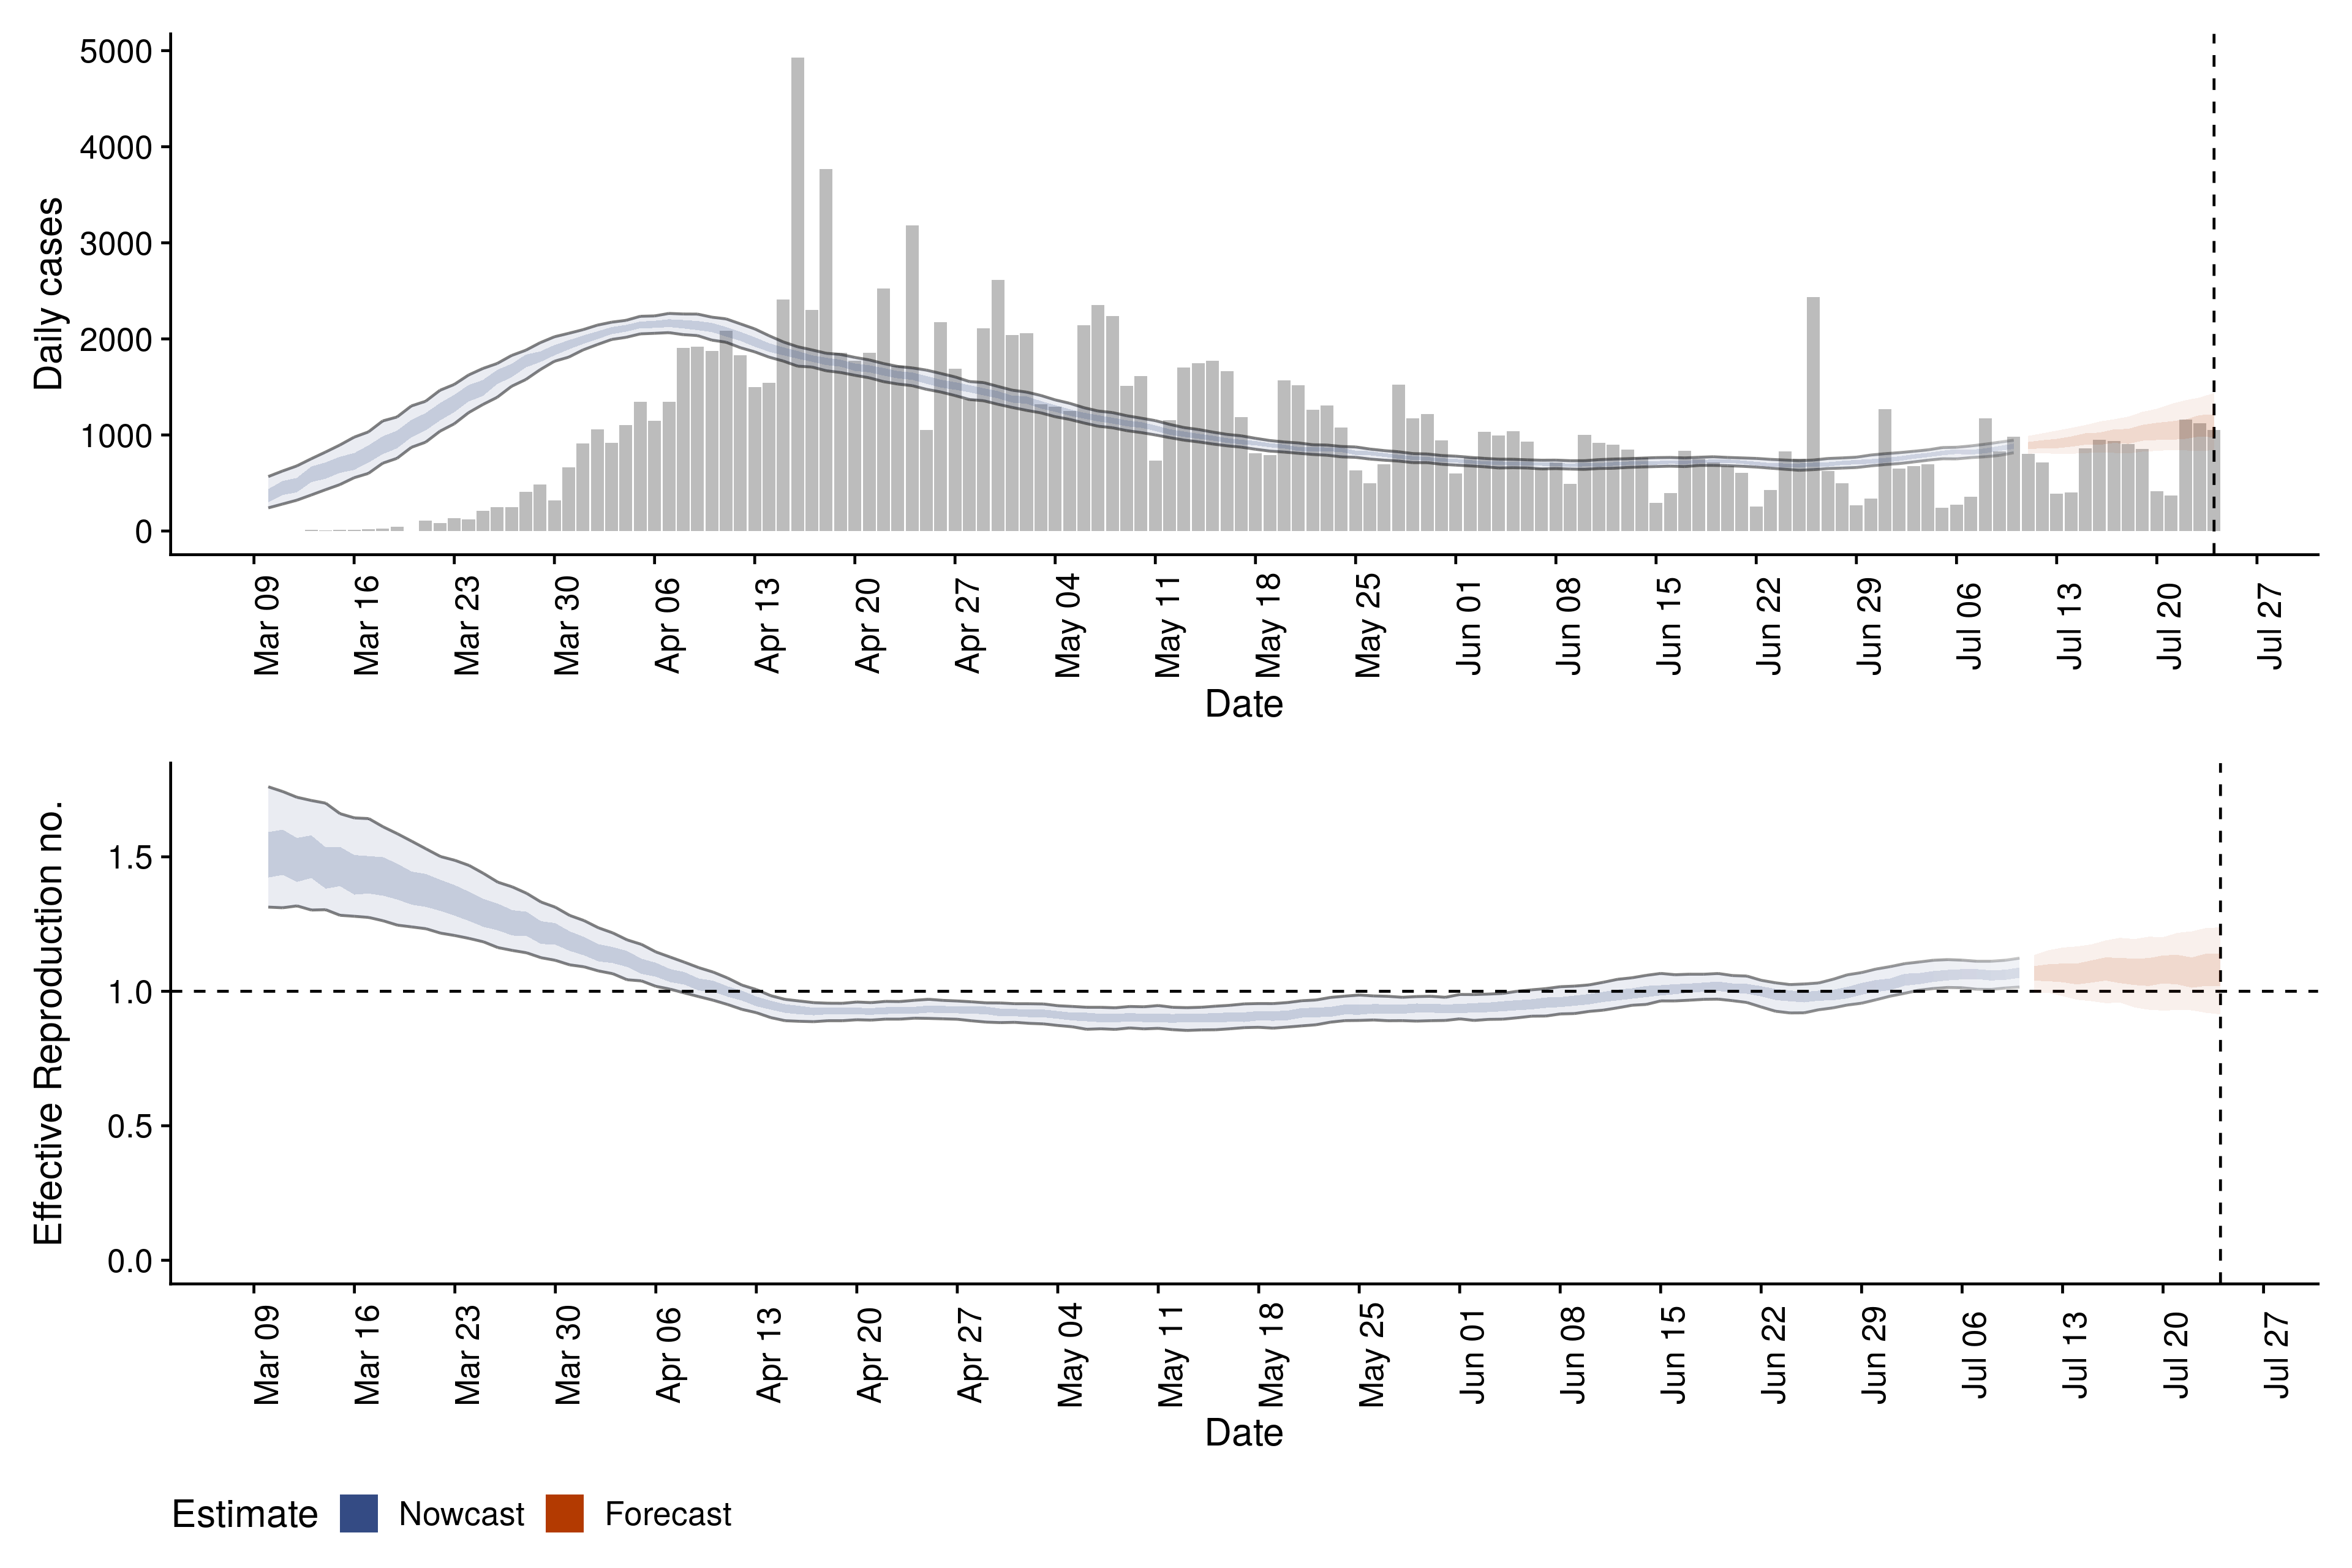 Daily cases
5000
4000
3000
2000
1000
0
Mar 09 Mar 16 Mar 23 Mar 30 Apr 06 Apr 13 Apr 20 Apr 27 May 04 May 11 May 18 May 25 Jun 01 Jun 08 Jun 15 Jun 22 Jun 29 Jul 06 Jul 13 Jul 20 Jul 27
Date
Effective Reproduction no.
1.5
1.0
0.5
0.0
Mar 09 Mar 16 Mar 23 Mar 30 Apr 06 Apr 13 Apr 20 Apr 27 May 04 May 11 May 18 May 25 Jun 01 Jun 08 Jun 15 Jun 22 Jun 29 Jul 06 Jul 13 Jul 20 Jul 27
Date
Estimate Nowcast Forecast